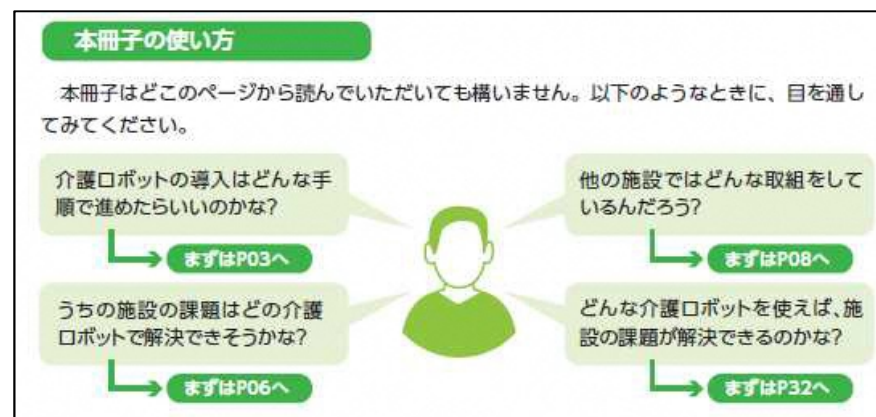 本冊子の使い方
本冊子はどこのページから読んでいただいても構いません。以下のようなときに、目を通し
てみてください。
介護ロボットの導入はどんな手
順で進めたらいいのかな?
まずはP03へ
他の施設ではどんな取組をして
いるんだろう?
まずはP08へ
うちの施設の課題はどの介護
ロボットで解決できそうかな?
まずはP06へ
どんな介護ロボットを使えば、施
設の課題が解決できるのかな?
まずはP32へ